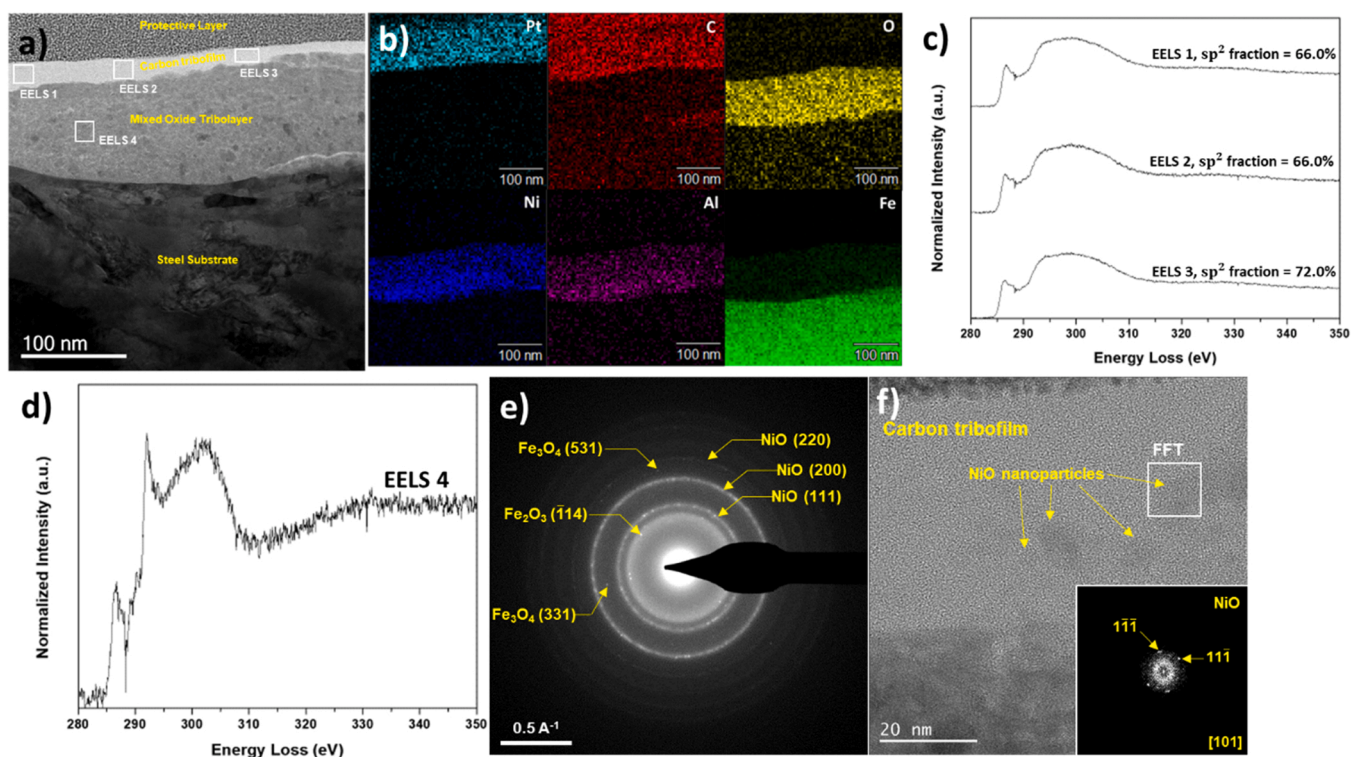 a)
Protective Layer
Carbon tribofilm
EELS 1
EELS 2
EELS 3
Mixed Oxide Tribolayer
EELS 4
Steel Substrate
100 nm
b)
Pt
C
O
100 nm
100 nm
100 nm
Ni
Al
Fe
100 nm
100 nm
100 nm
c)
Normalized Intensity (a.u.)
EELS 1, sp² fraction = 66.0%
EELS 2, sp² fraction = 66.0%
EELS 3, sp² fraction = 72.0%
280 290 300 310 320 330 340 350
Energy Loss (eV)
d)
Normalized Intensity (a.u.)
EELS 4
280 290 300 310 320 330 340 350
Energy Loss (eV)
e)
Fe₃O₄ (531)
NiO (220)
NiO (200)
NiO (111)
Fe₂O₃ (1̄14)
Fe₃O₄ (331)
0.5 A⁻¹
f)
Carbon tribofilm
FFT
NiO nanoparticles
20 nm
NiO
11̄1̄
111̄
[101]